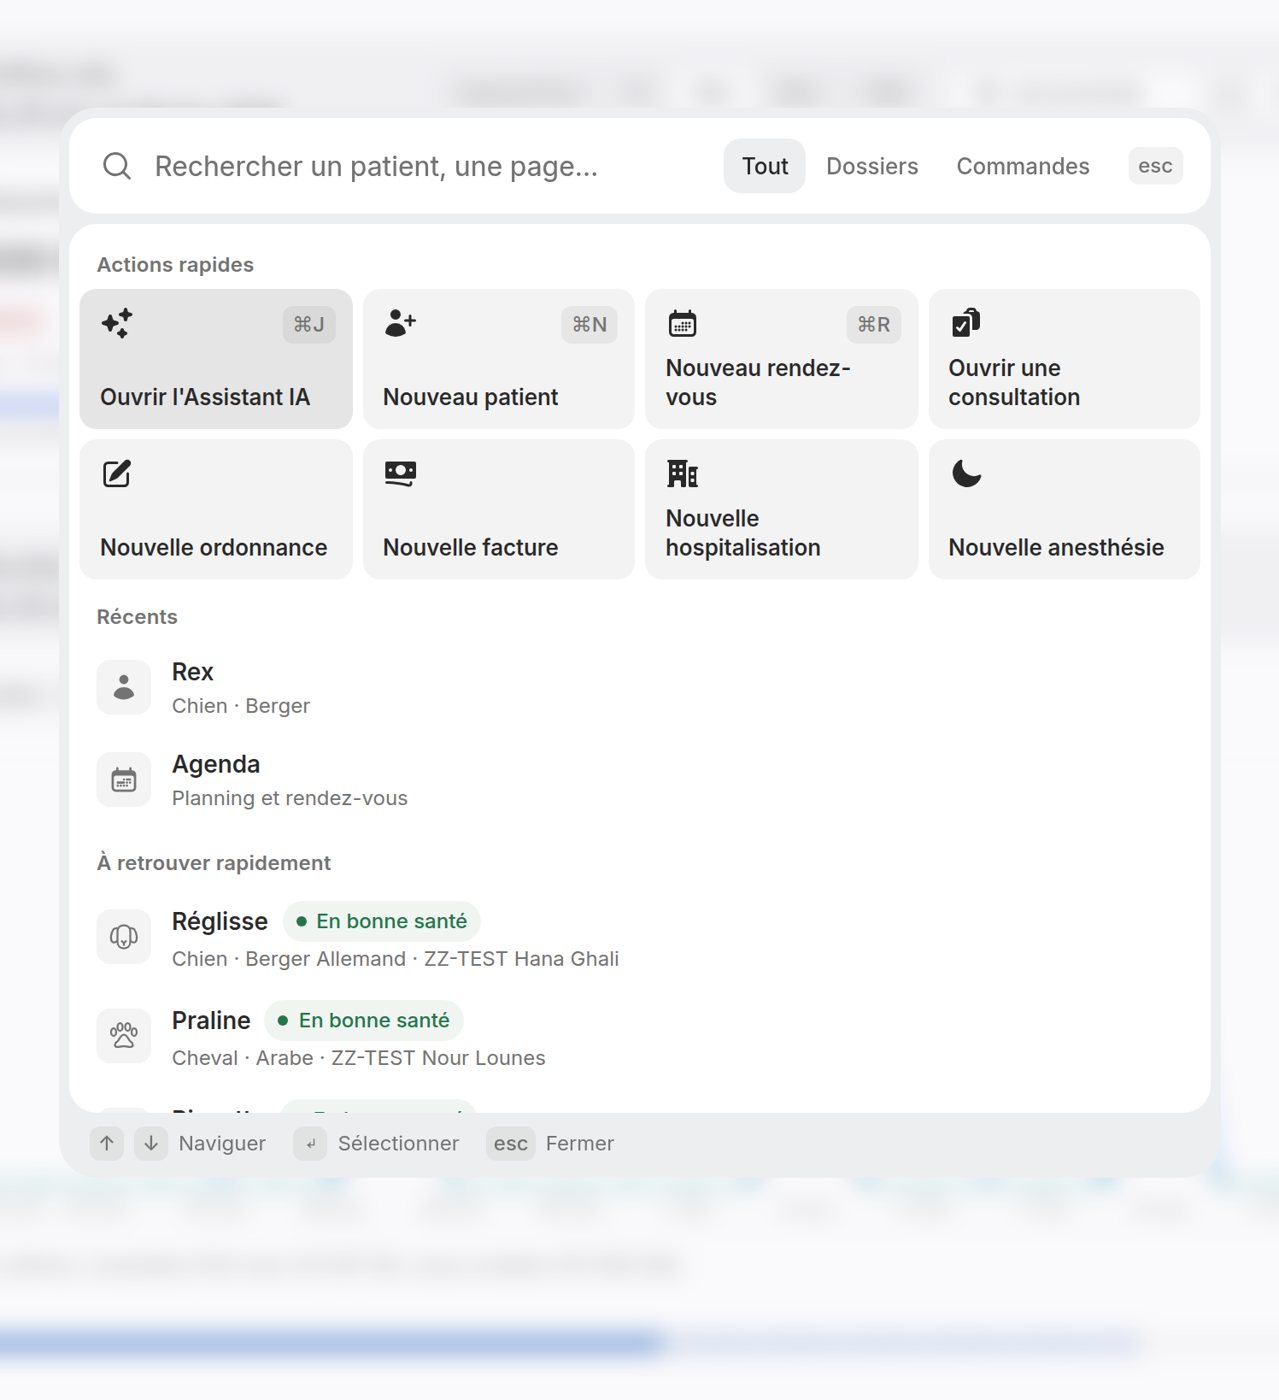 Rechercher un patient, une page...
Tout
Dossiers
Commandes
esc
Actions rapides
⌘J
Ouvrir l'Assistant IA
⌘N
Nouveau patient
⌘R
Nouveau rendez-
vous
Ouvrir une
consultation
Nouvelle ordonnance
Nouvelle facture
Nouvelle
hospitalisation
Nouvelle anesthésie
Récents
Rex
Chien · Berger
Agenda
Planning et rendez-vous
À retrouver rapidement
Réglisse
En bonne santé
Chien · Berger Allemand · ZZ-TEST Hana Ghali
Praline
En bonne santé
Cheval · Arabe · ZZ-TEST Nour Lounes
↑ ↓ Naviguer
↵ Sélectionner
esc Fermer